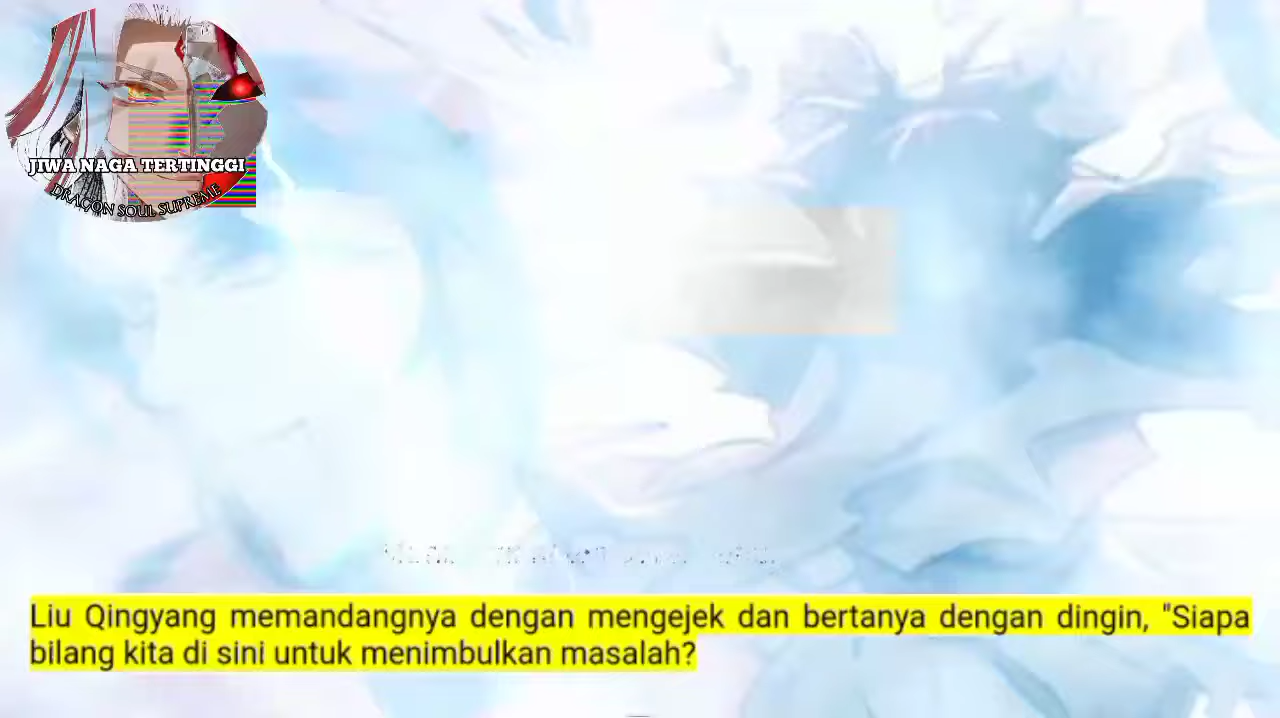 JIWA NAGA TERTINGGI
DRAGON SOUL SUPREME
Liu Qingyang memandangnya dengan mengejek dan bertanya dengan dingin, "Siapa
bilang kita di sini untuk menimbulkan masalah?